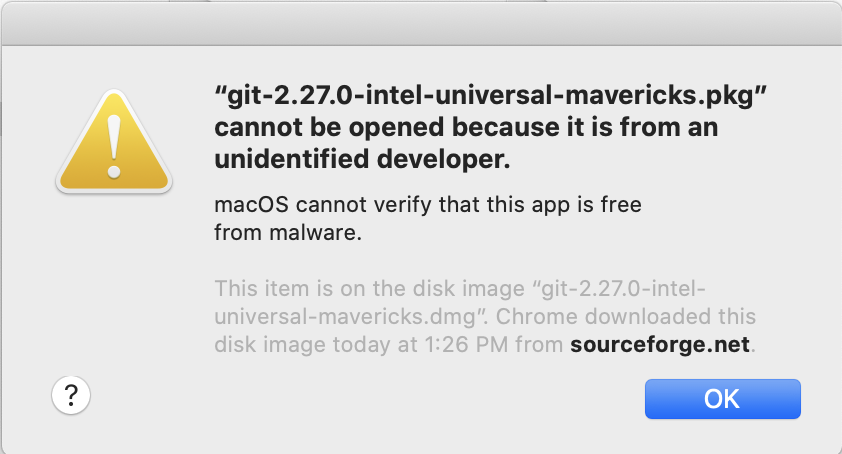 “git-2.27.0-intel-universal-mavericks.pkg”
cannot be opened because it is from an
unidentified developer.
macOS cannot verify that this app is free
from malware.
This item is on the disk image “git-2.27.0-intel-
universal-mavericks.dmg”. Chrome downloaded this
disk image today at 1:26 PM from sourceforge.net.
?
OK